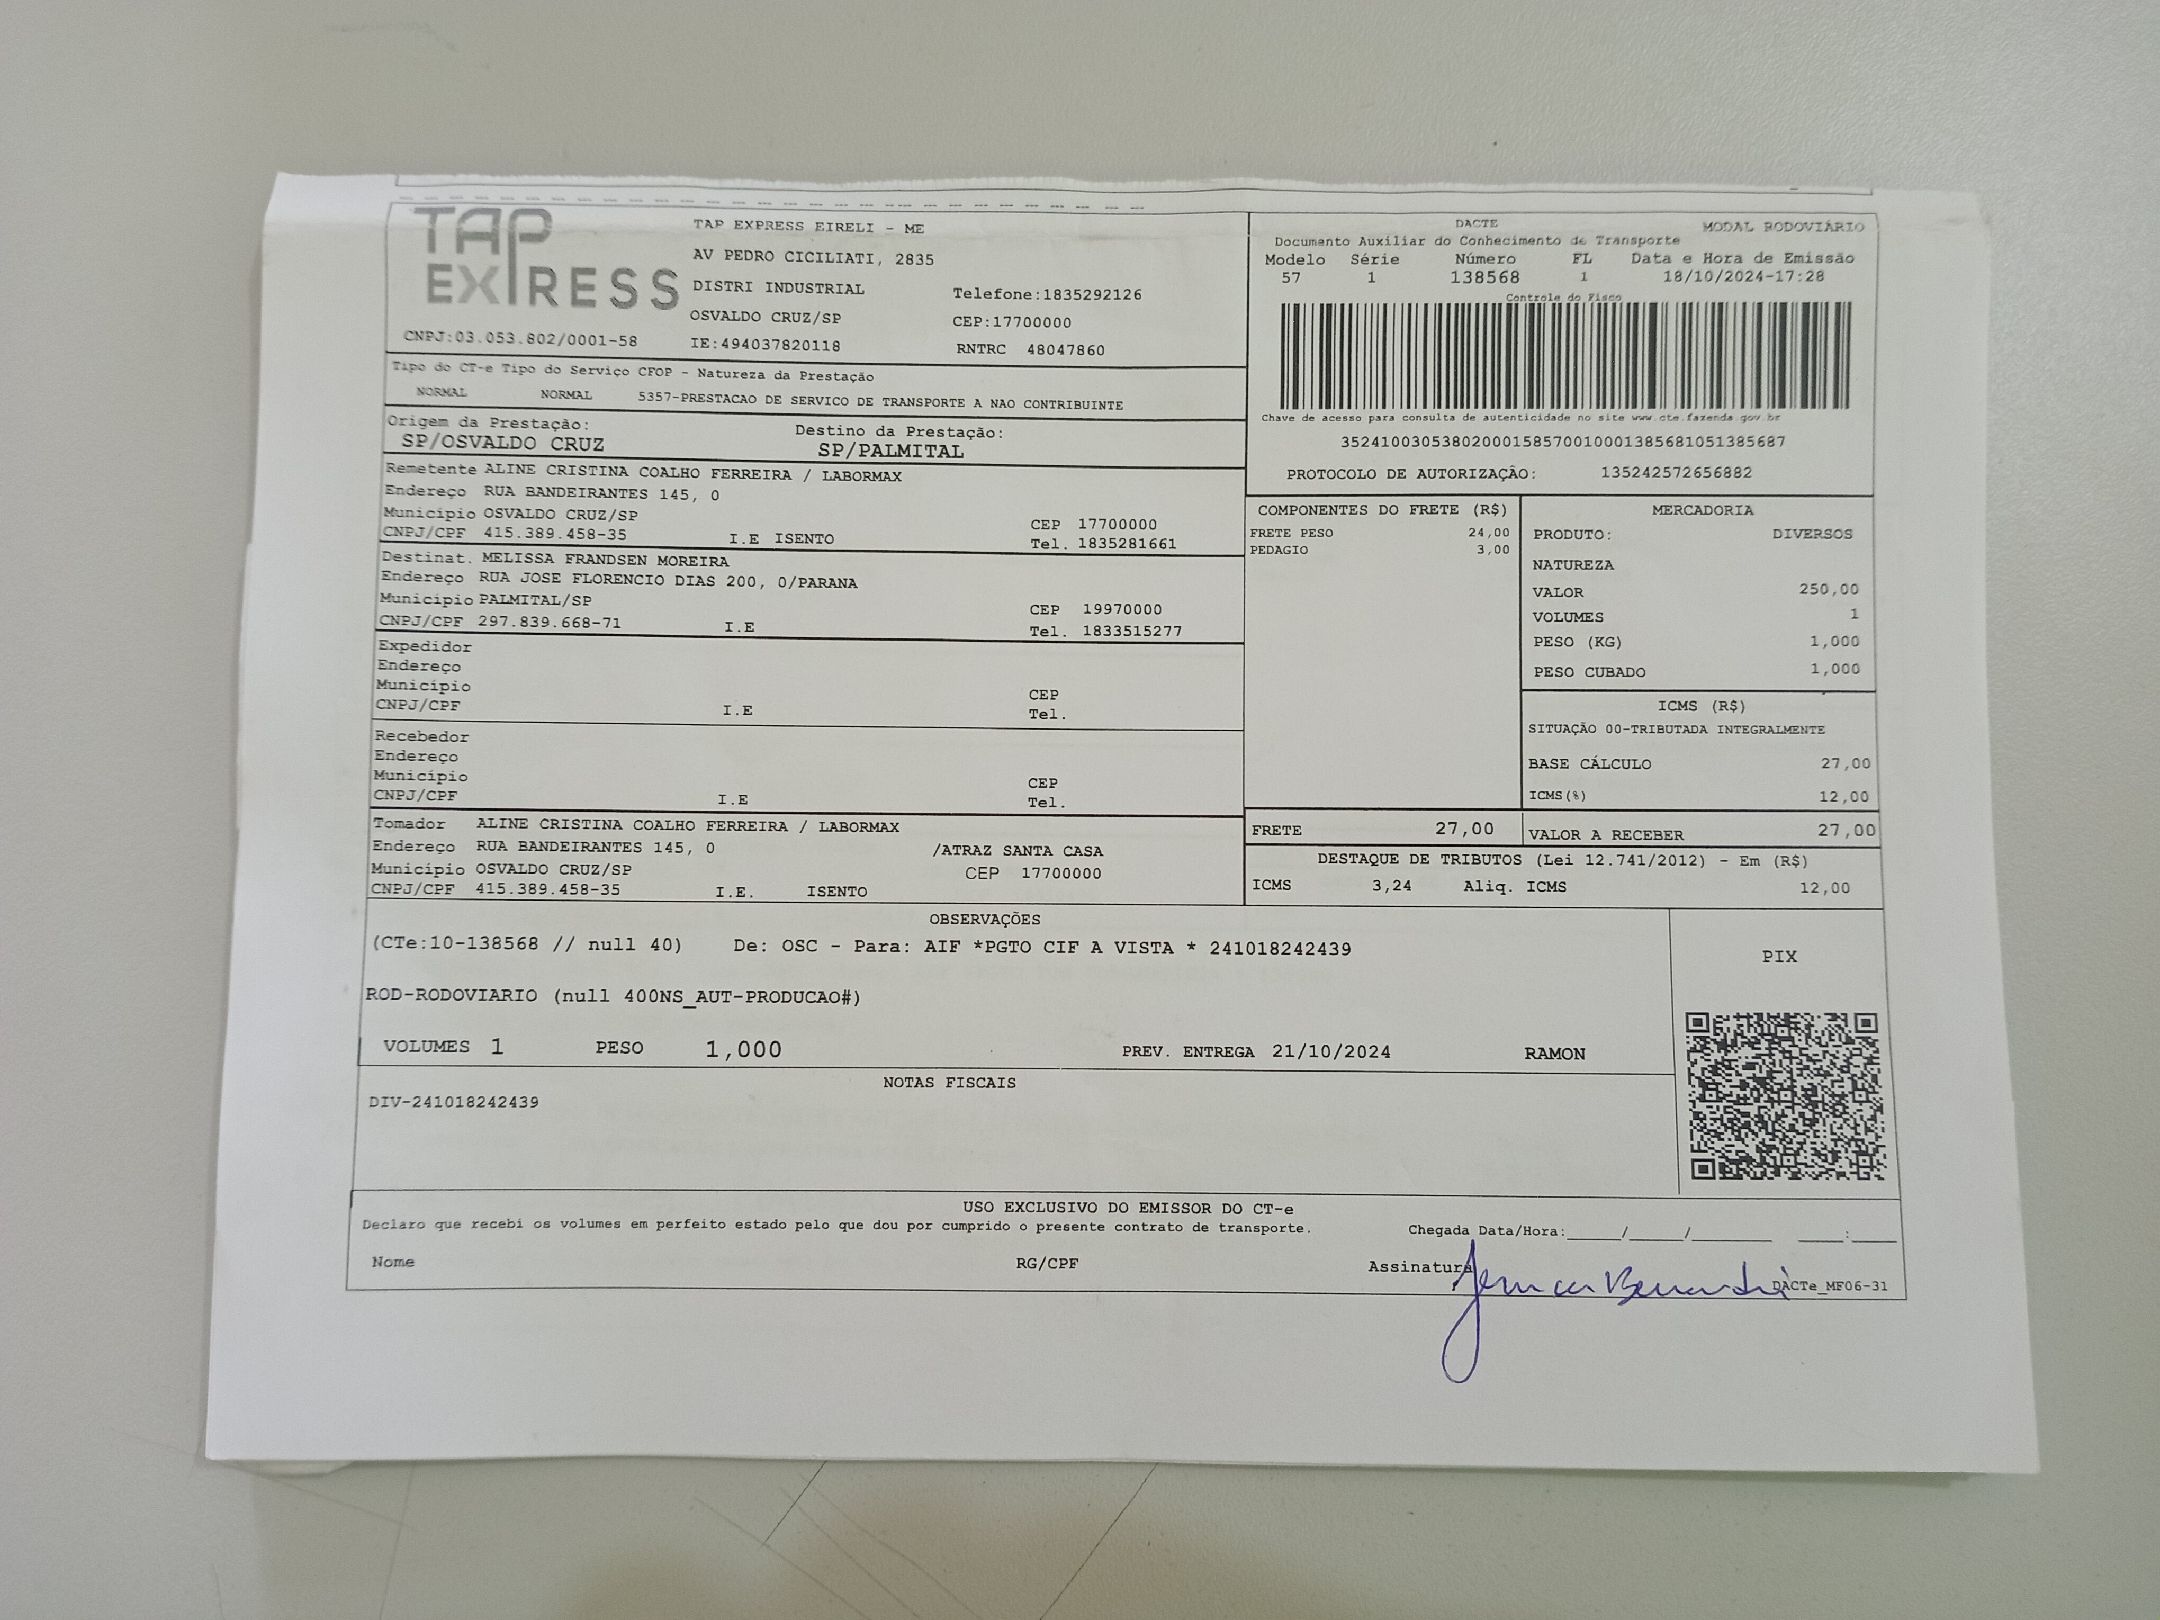 TAP
EXPRESS
CNPJ:03.053.802/0001-58
TAP EXPRESS EIRELI - ME
AV PEDRO CICILIATI, 2835
DISTRI INDUSTRIAL
Telefone:1835292126
OSVALDO CRUZ/SP
CEP:17700000
IE:494037820118
RNTRC 48047860
DACTE
MODAL RODOVIÁRIO
Documento Auxiliar do Conhecimento de Transporte
Modelo Série Número FL Data e Hora de Emissão
57 1 138568 1 18/10/2024-17:28
Controle do Fisco
Chave de acesso para consulta de autenticidade no site www.cte.fazenda.gov.br
35241003053802000158570010001385681051385687
PROTOCOLO DE AUTORIZAÇÃO: 135242572656882
Tipo do CT-e Tipo do Serviço CFOP - Natureza da Prestação
NORMAL NORMAL 5357-PRESTACAO DE SERVICO DE TRANSPORTE A NAO CONTRIBUINTE
Origem da Prestação: Destino da Prestação:
SP/OSVALDO CRUZ SP/PALMITAL
Remetente ALINE CRISTINA COALHO FERREIRA / LABORMAX
Endereço RUA BANDEIRANTES 145, 0
Município OSVALDO CRUZ/SP CEP 17700000
CNPJ/CPF 415.389.458-35 I.E ISENTO Tel. 1835281661
Destinat. MELISSA FRANDSEN MOREIRA
Endereço RUA JOSE FLORENCIO DIAS 200, 0/PARANA
Município PALMITAL/SP CEP 19970000
CNPJ/CPF 297.839.668-71 I.E Tel. 1833515277
Expedidor
Endereço
Município CEP
CNPJ/CPF I.E Tel.
Recebedor
Endereço
Município CEP
CNPJ/CPF I.E Tel.
Tomador ALINE CRISTINA COALHO FERREIRA / LABORMAX
Endereço RUA BANDEIRANTES 145, 0 /ATRAZ SANTA CASA
Município OSVALDO CRUZ/SP CEP 17700000
CNPJ/CPF 415.389.458-35 I.E. ISENTO
COMPONENTES DO FRETE (R$)
FRETE PESO 24,00
PEDAGIO 3,00
MERCADORIA
PRODUTO: DIVERSOS
NATUREZA
VALOR 250,00
VOLUMES 1
PESO (KG) 1,000
PESO CUBADO 1,000
ICMS (R$)
SITUAÇÃO 00-TRIBUTADA INTEGRALMENTE
BASE CÁLCULO 27,00
ICMS(%) 12,00
FRETE 27,00 VALOR A RECEBER 27,00
DESTAQUE DE TRIBUTOS (Lei 12.741/2012) - Em (R$)
ICMS 3,24 Aliq. ICMS 12,00
OBSERVAÇÕES
(CTe:10-138568 // null 40) De: OSC - Para: AIF *PGTO CIF A VISTA * 241018242439
ROD-RODOVIARIO (null 400NS_AUT-PRODUCAO#)
VOLUMES 1 PESO 1,000 PREV. ENTREGA 21/10/2024 RAMON
PIX
NOTAS FISCAIS
DIV-241018242439
USO EXCLUSIVO DO EMISSOR DO CT-e
Declaro que recebi os volumes em perfeito estado pelo que dou por cumprido o presente contrato de transporte.
Chegada Data/Hora:_____/_____/_______ ____:____
Nome RG/CPF Assinatura
DACTe_MF06-31